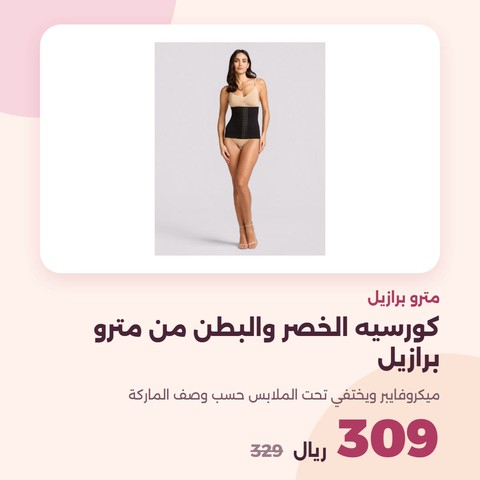 مترو برازيل
كورسيه الخصر والبطن من مترو
برازيل
ميكروفايبر ويختفي تحت الملابس حسب وصف الماركة
309 ريال 329